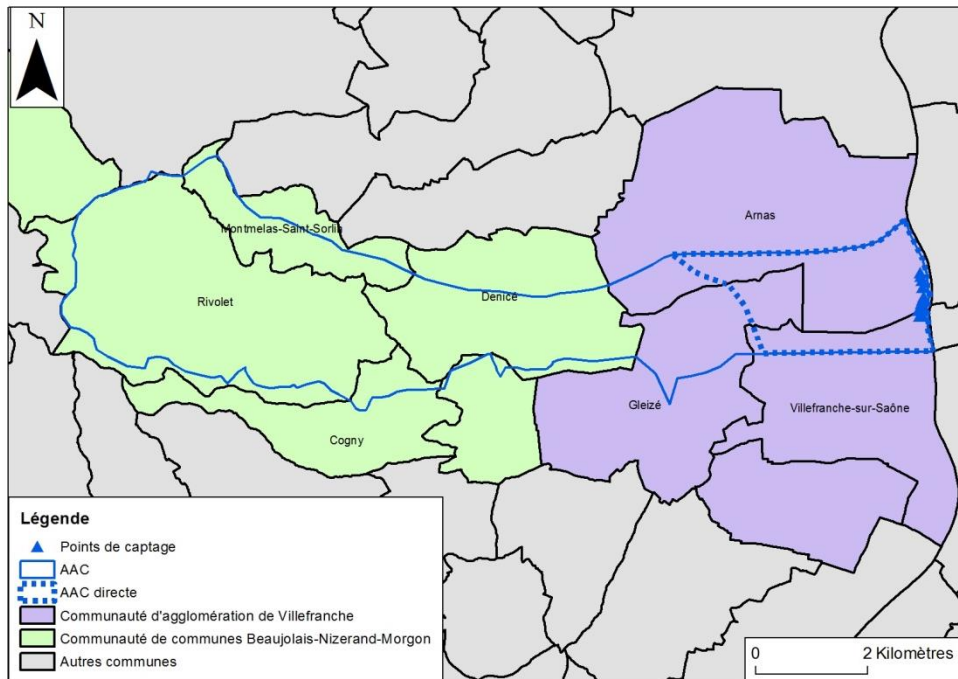 N
Arnas
Montmelas-Saint-Sorlin
Rivolet
Denicé
Gleizé
Villefranche-sur-Saône
Cogny
Légende
Points de captage
AAC
AAC directe
Communauté d'agglomération de Villefranche
Communauté de communes Beaujolais-Nizerand-Morgon
Autres communes
0 2 Kilomètres